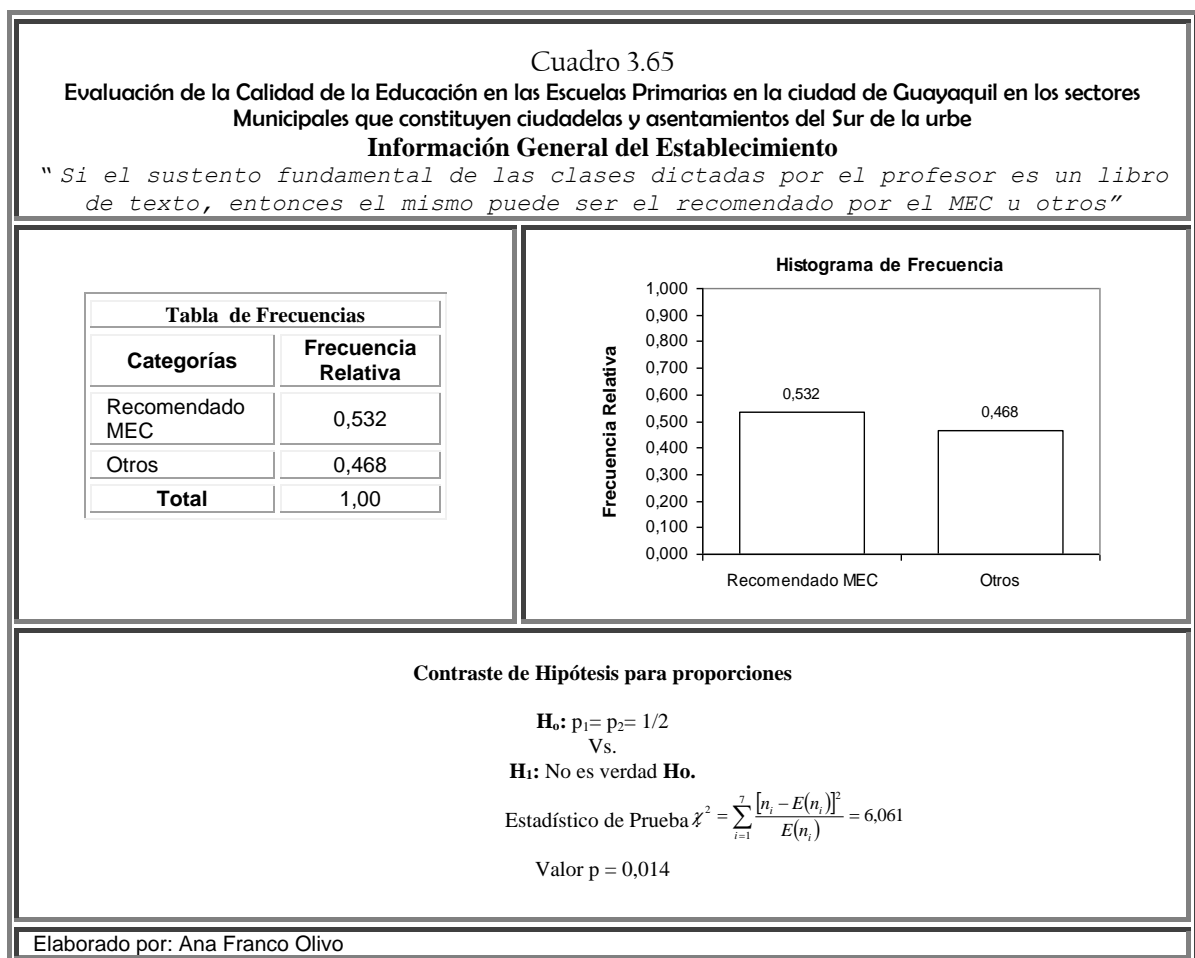 Cuadro 3.65
Evaluación de la Calidad de la Educación en las Escuelas Primarias en la ciudad de Guayaquil en los sectores
Municipales que constituyen ciudadelas y asentamientos del Sur de la urbe
Información General del Establecimiento
“ Si el sustento fundamental de las clases dictadas por el profesor es un libro
de texto, entonces el mismo puede ser el recomendado por el MEC u otros”
Tabla de Frecuencias
Categorías Frecuencia
Relativa
Recomendado
MEC 0,532
Otros 0,468
Total 1,00
Histograma de Frecuencia
Frecuencia Relativa
1,000
0,900
0,800
0,700
0,600
0,500
0,400
0,300
0,200
0,100
0,000
0,532
0,468
Recomendado MEC Otros
Contraste de Hipótesis para proporciones
Ho: p1= p2= 1/2
Vs.
H1: No es verdad Ho.
Estadístico de Prueba χ² = ∑_{i=1}^{7} [n_i − E(n_i)]² / E(n_i) = 6,061
Valor p = 0,014
Elaborado por: Ana Franco Olivo